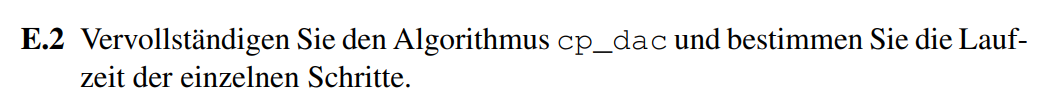 E.2 Vervollständigen Sie den Algorithmus cp_dac und bestimmen Sie die Lauf-
zeit der einzelnen Schritte.